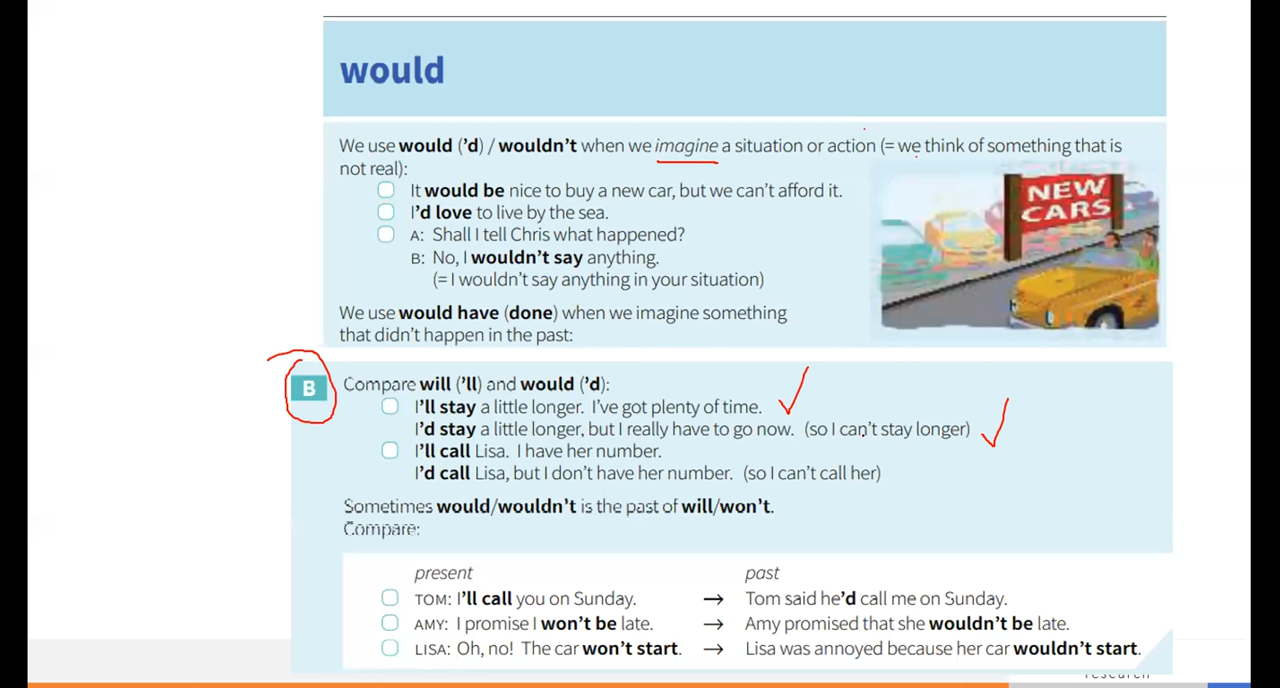 would
We use would (’d) / wouldn’t when we imagine a situation or action (= we think of something that is
not real):
It would be nice to buy a new car, but we can’t afford it.
I’d love to live by the sea.
A: Shall I tell Chris what happened?
B: No, I wouldn’t say anything.
(= I wouldn’t say anything in your situation)
We use would have (done) when we imagine something
that didn’t happen in the past:
NEW
CARS
B
Compare will (’ll) and would (’d):
I’ll stay a little longer. I’ve got plenty of time.
I’d stay a little longer, but I really have to go now. (so I can’t stay longer)
I’ll call Lisa. I have her number.
I’d call Lisa, but I don’t have her number. (so I can’t call her)
Sometimes would/wouldn’t is the past of will/won’t.
Compare:
present past
TOM: I’ll call you on Sunday. → Tom said he’d call me on Sunday.
AMY: I promise I won’t be late. → Amy promised that she wouldn’t be late.
LISA: Oh, no! The car won’t start. → Lisa was annoyed because her car wouldn’t start.
research